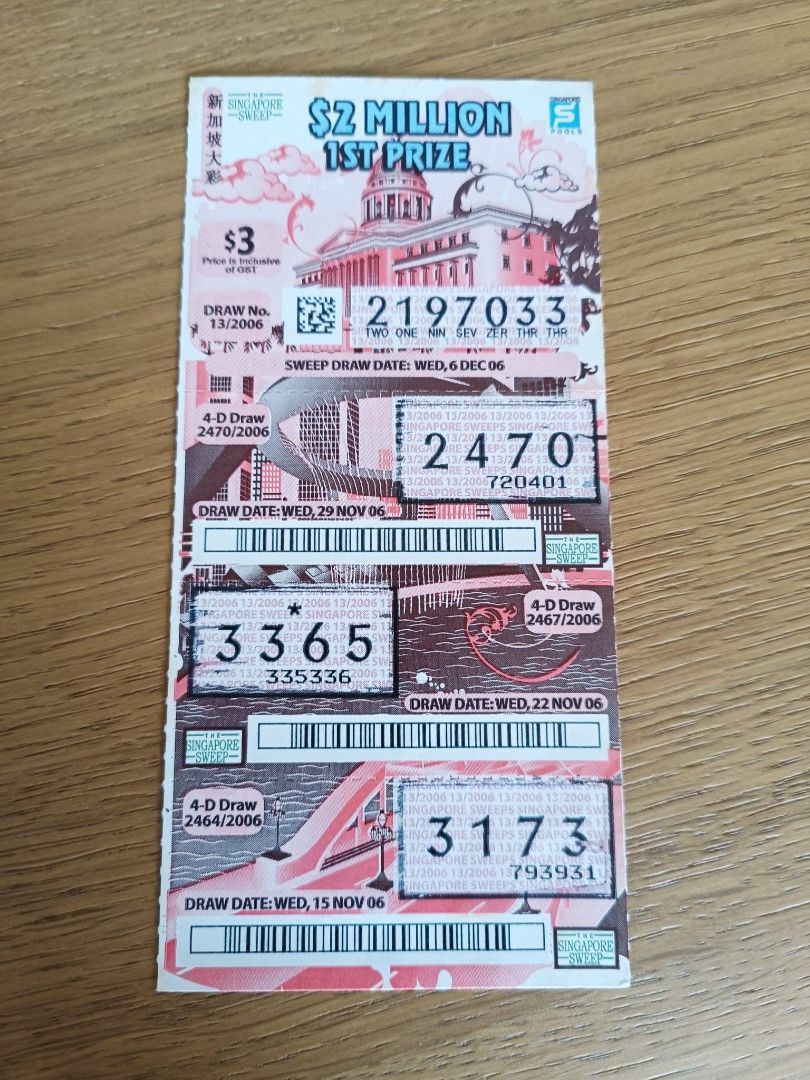 新加坡大彩
THE
SINGAPORE
SWEEP
$2 MILLION
1ST PRIZE
SINGAPORE
POOLS
$3
Price is Inclusive
of GST
DRAW No.
13/2006
2197033
TWO ONE NIN SEV ZER THR THR
SWEEP DRAW DATE: WED, 6 DEC 06
4-D Draw
2470/2006
2470
720401
DRAW DATE: WED, 29 NOV 06
THE
SINGAPORE
SWEEP
*
3365
335336
4-D Draw
2467/2006
DRAW DATE: WED, 22 NOV 06
THE
SINGAPORE
SWEEP
4-D Draw
2464/2006
3173
793931
DRAW DATE: WED, 15 NOV 06
THE
SINGAPORE
SWEEP